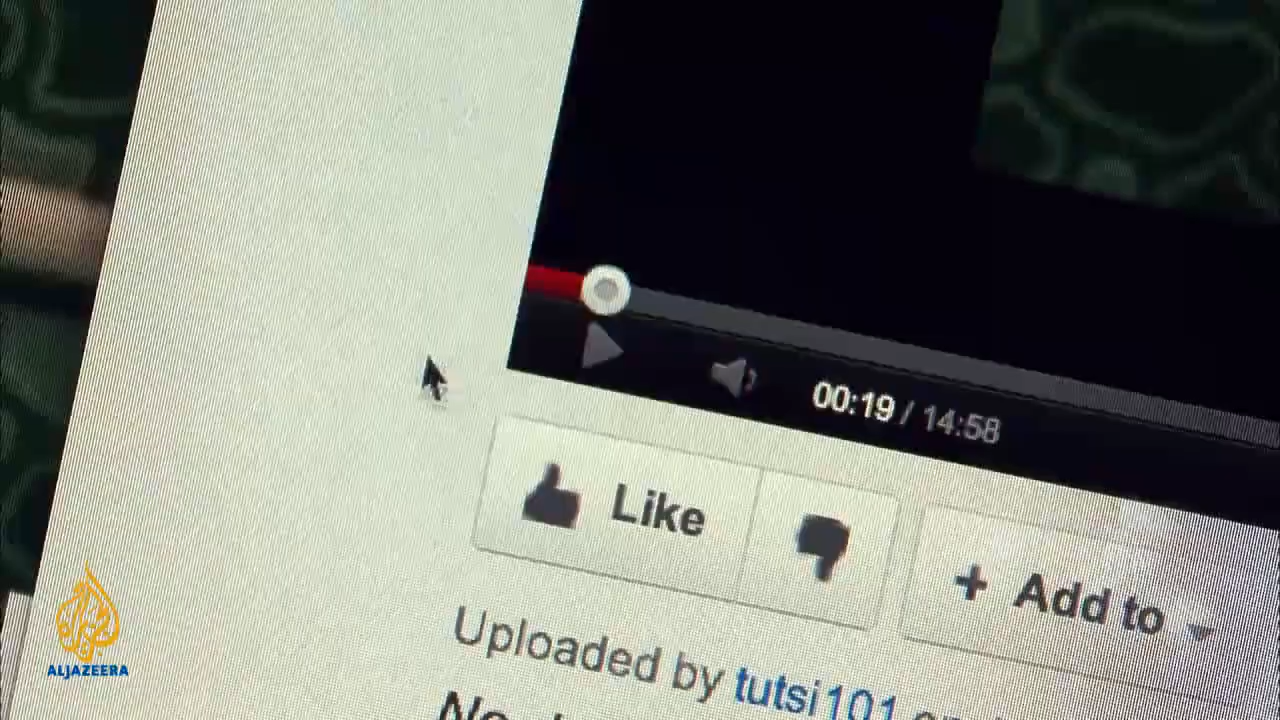 00:19 / 14:58
Like
+ Add to
Uploaded by tutsi101
ALJAZEERA